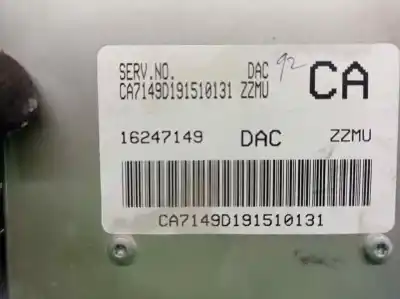 SERV.NO. DAC 92 CA
CA7149D191510131 ZZMU
16247149 DAC ZZMU
CA7149D191510131